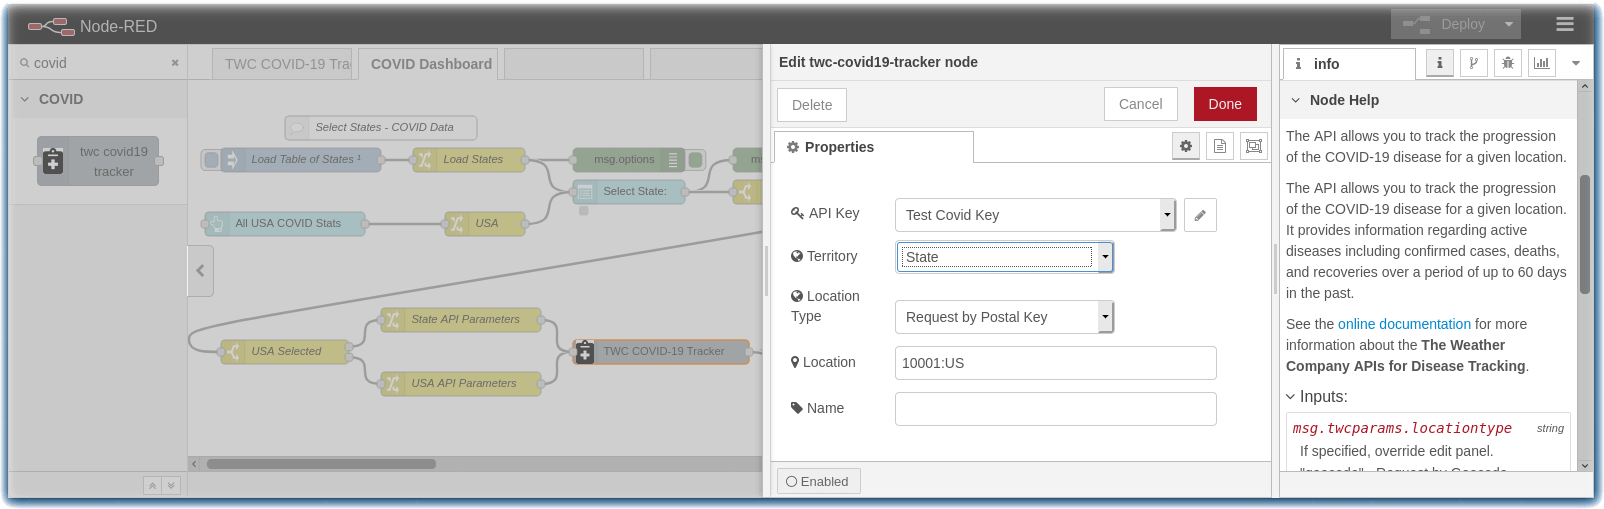 Node-RED
Deploy
covid
COVID
twc covid19
tracker
TWC COVID-19 Tra
COVID Dashboard
Select States - COVID Data
Load Table of States ¹
Load States
msg.options
Select State:
All USA COVID Stats
USA
State API Parameters
USA Selected
TWC COVID-19 Tracker
USA API Parameters
Edit twc-covid19-tracker node
Delete
Cancel
Done
Properties
API Key
Test Covid Key
Territory
State
Location
Type
Request by Postal Key
Location
10001:US
Name
Enabled
info
Node Help
The API allows you to track the progression
of the COVID-19 disease for a given location.
The API allows you to track the progression
of the COVID-19 disease for a given location.
It provides information regarding active
diseases including confirmed cases, deaths,
and recoveries over a period of up to 60 days
in the past.
See the online documentation for more
information about the The Weather
Company APIs for Disease Tracking.
Inputs:
msg.twcparams.locationtype string
If specified, override edit panel.
"geocode" - Request by Geocode